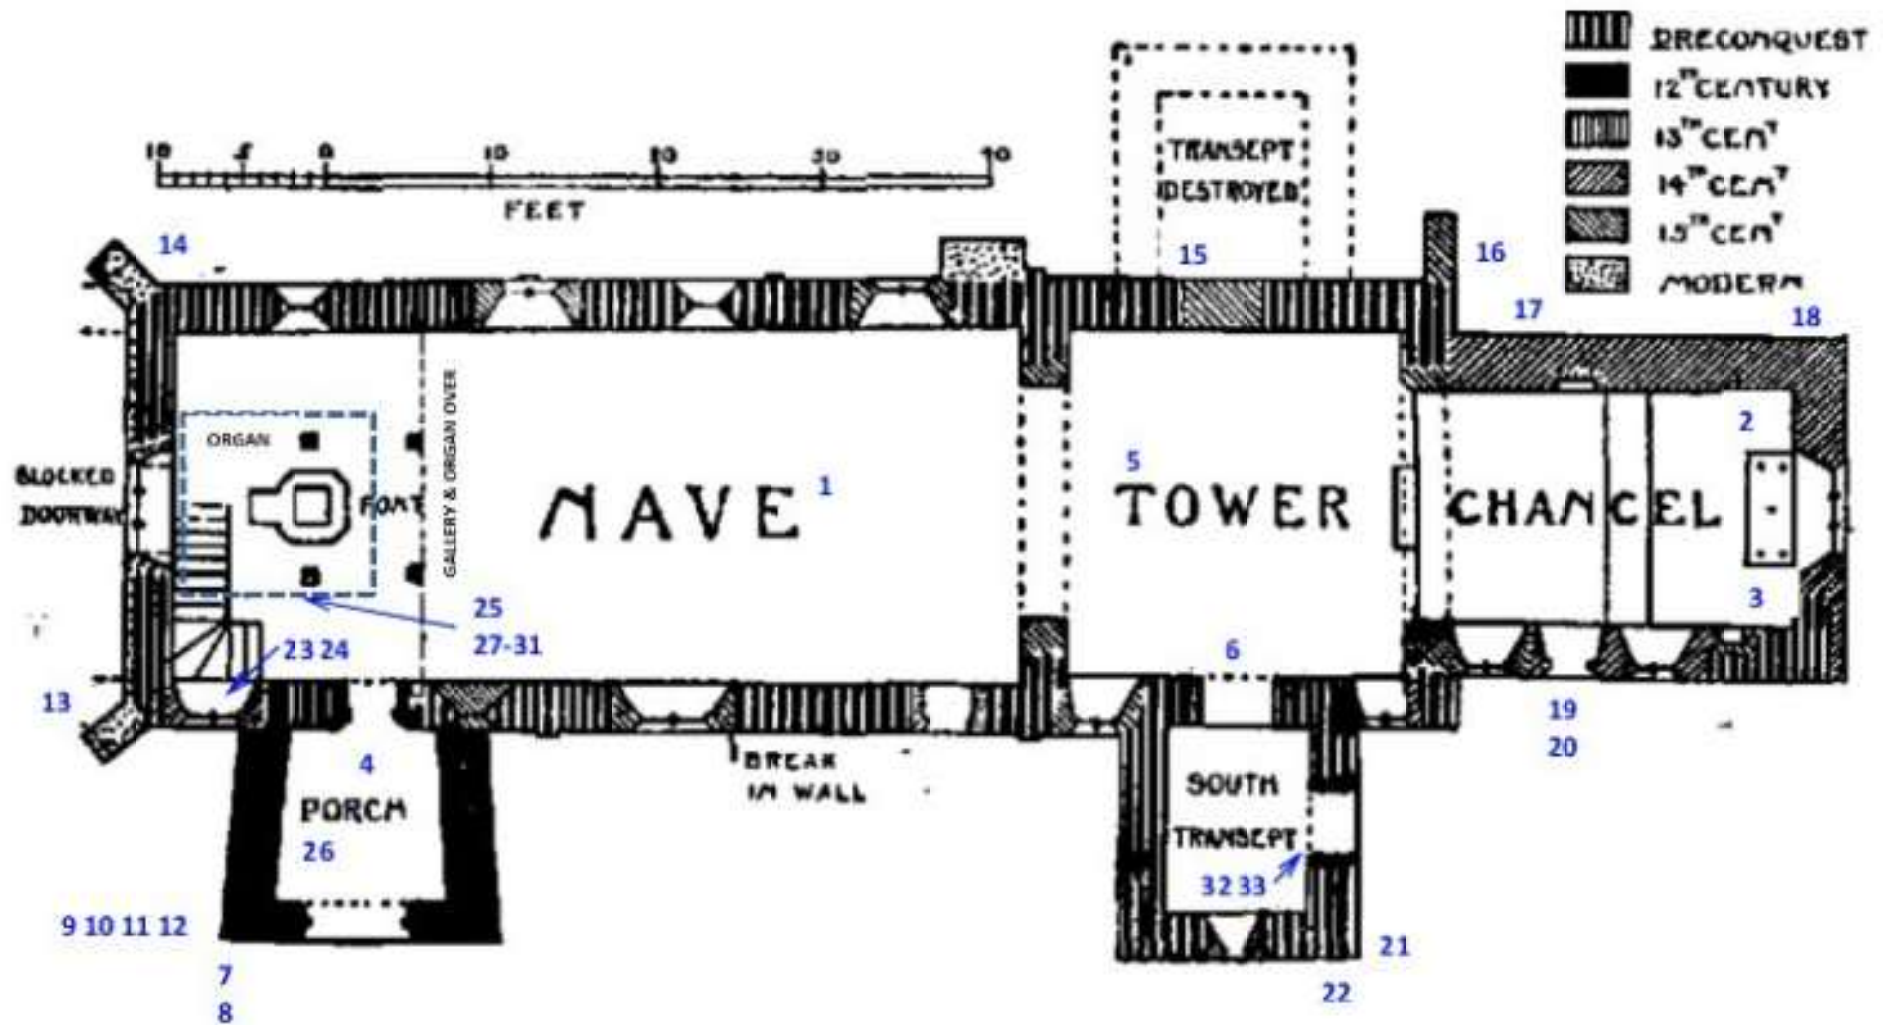 PRECONQUEST
12TH CENTURY
13TH CENT
14TH CENT
15TH CENT
MODERN
10 5 0 10 20 30 40
FEET
TRANSEPT
DESTROYED
14
15
16
17
18
ORGAN
BLOCKED
DOORWAY
FONT
GALLERY & ORGAN OVER
NAVE
1
5
TOWER
CHANCEL
2
3
25
27-31
23 24
6
13
4
PORCH
26
BREAK
IN WALL
SOUTH
TRANSEPT
32 33
19
20
9 10 11 12
7
8
21
22